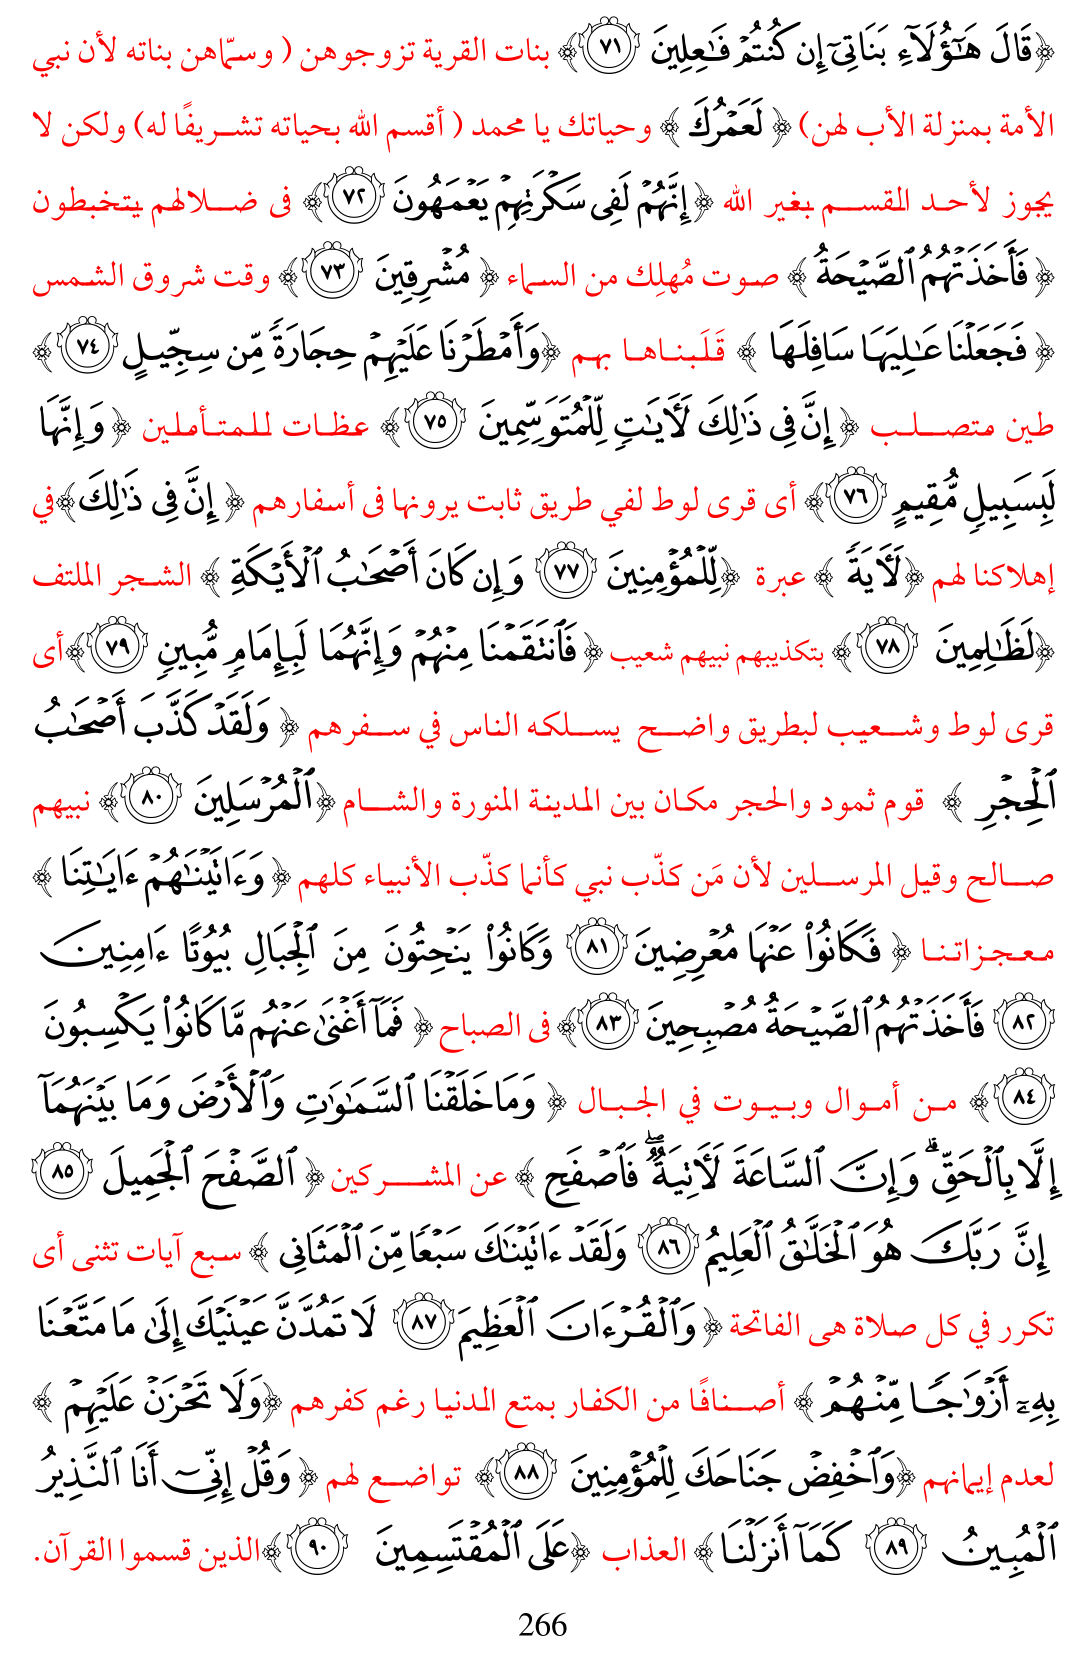 ﴿قَالَ هَٰٓؤُلَآءِ بَنَاتِىٓ إِن كُنتُمْ فَٰعِلِينَ ٧١﴾ بنات القرية تزوجوهن ( وسمّاهن بناته لأن نبي
الأمة بمنزلة الأب لهن) ﴿ لَعَمْرُكَ ﴾ وحياتك يا محمد ( أقسم الله بحياته تشريفًا له) ولكن لا
يجوز لأحد القسم بغير الله ﴿إِنَّهُمْ لَفِى سَكْرَتِهِمْ يَعْمَهُونَ ٧٢﴾ فى ضلالهم يتخبطون
﴿ فَأَخَذَتْهُمُ ٱلصَّيْحَةُ ﴾ صوت مُهلِك من السماء ﴿ مُشْرِقِينَ ٧٣﴾ وقت شروق الشمس
﴿ فَجَعَلْنَا عَٰلِيَهَا سَافِلَهَا ﴾ قَلَبناها بهم ﴿وَأَمْطَرْنَا عَلَيْهِمْ حِجَارَةً مِّن سِجِّيلٍ ٧٤﴾
طين متصلب ﴿ إِنَّ فِى ذَٰلِكَ لَءَايَٰتٍ لِّلْمُتَوَسِّمِينَ ٧٥﴾ عظات للمتأملين ﴿ وَإِنَّهَا
لَبِسَبِيلٍ مُّقِيمٍ ٧٦﴾ أى قرى لوط لفي طريق ثابت يرونها فى أسفارهم ﴿ إِنَّ فِى ذَٰلِكَ﴾في
إهلاكنا لهم ﴿لَءَايَةً ﴾ عبرة ﴿لِّلْمُؤْمِنِينَ ٧٧ وَإِن كَانَ أَصْحَٰبُ ٱلْأَيْكَةِ ﴾ الشجر الملتف
﴿لَظَٰلِمِينَ ٧٨﴾ بتكذيبهم نبيهم شعيب ﴿ فَٱنتَقَمْنَا مِنْهُمْ وَإِنَّهُمَا لَبِإِمَامٍ مُّبِينٍ ٧٩﴾أى
قرى لوط وشعيب لبطريق واضح يسلكه الناس في سفرهم ﴿ وَلَقَدْ كَذَّبَ أَصْحَٰبُ
ٱلْحِجْرِ ﴾ قوم ثمود والحجر مكان بين المدينة المنورة والشام ﴿ٱلْمُرْسَلِينَ ٨٠﴾ نبيهم
صالح وقيل المرسلين لأن مَن كذّب نبي كأنما كذّب الأنبياء كلهم ﴿ وَءَاتَيْنَٰهُمْ ءَايَٰتِنَا ﴾
معجزاتنا ﴿ فَكَانُوا۟ عَنْهَا مُعْرِضِينَ ٨١ وَكَانُوا۟ يَنْحِتُونَ مِنَ ٱلْجِبَالِ بُيُوتًا ءَامِنِينَ
٨٢ فَأَخَذَتْهُمُ ٱلصَّيْحَةُ مُصْبِحِينَ ٨٣﴾ فى الصباح ﴿ فَمَآ أَغْنَىٰ عَنْهُم مَّا كَانُوا۟ يَكْسِبُونَ
٨٤﴾ من أموال وبيوت في الجبال ﴿ وَمَا خَلَقْنَا ٱلسَّمَٰوَٰتِ وَٱلْأَرْضَ وَمَا بَيْنَهُمَآ
إِلَّا بِٱلْحَقِّ ۗ وَإِنَّ ٱلسَّاعَةَ لَءَاتِيَةٌ ۖ فَٱصْفَحِ ﴾ عن المشركين ﴿ ٱلصَّفْحَ ٱلْجَمِيلَ ٨٥
إِنَّ رَبَّكَ هُوَ ٱلْخَلَّٰقُ ٱلْعَلِيمُ ٨٦ وَلَقَدْ ءَاتَيْنَٰكَ سَبْعًا مِّنَ ٱلْمَثَانِى ﴾ سبع آيات تثنى أى
تكرر في كل صلاة هى الفاتحة ﴿ وَٱلْقُرْءَانَ ٱلْعَظِيمَ ٨٧ لَا تَمُدَّنَّ عَيْنَيْكَ إِلَىٰ مَا مَتَّعْنَا
بِهِۦٓ أَزْوَٰجًا مِّنْهُمْ ﴾ أصنافًا من الكفار بمتع الدنيا رغم كفرهم ﴿وَلَا تَحْزَنْ عَلَيْهِمْ ﴾
لعدم إيمانهم ﴿وَٱخْفِضْ جَنَاحَكَ لِلْمُؤْمِنِينَ ٨٨﴾ تواضع لهم ﴿ وَقُلْ إِنِّىٓ أَنَا ٱلنَّذِيرُ
ٱلْمُبِينُ ٨٩ كَمَآ أَنزَلْنَا ﴾ العذاب ﴿عَلَى ٱلْمُقْتَسِمِينَ ٩٠﴾الذين قسموا القرآن.
266